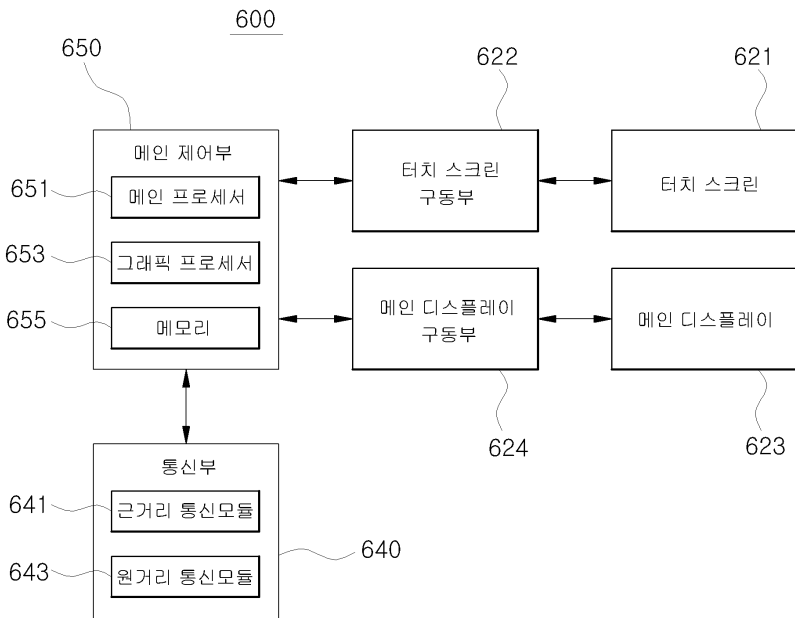 600
650
622
621
메인 제어부
651
메인 프로세서
터치 스크린
구동부
터치 스크린
653
그래픽 프로세서
655
메모리
메인 디스플레이
구동부
메인 디스플레이
624
623
통신부
641
근거리 통신모듈
640
643
원거리 통신모듈